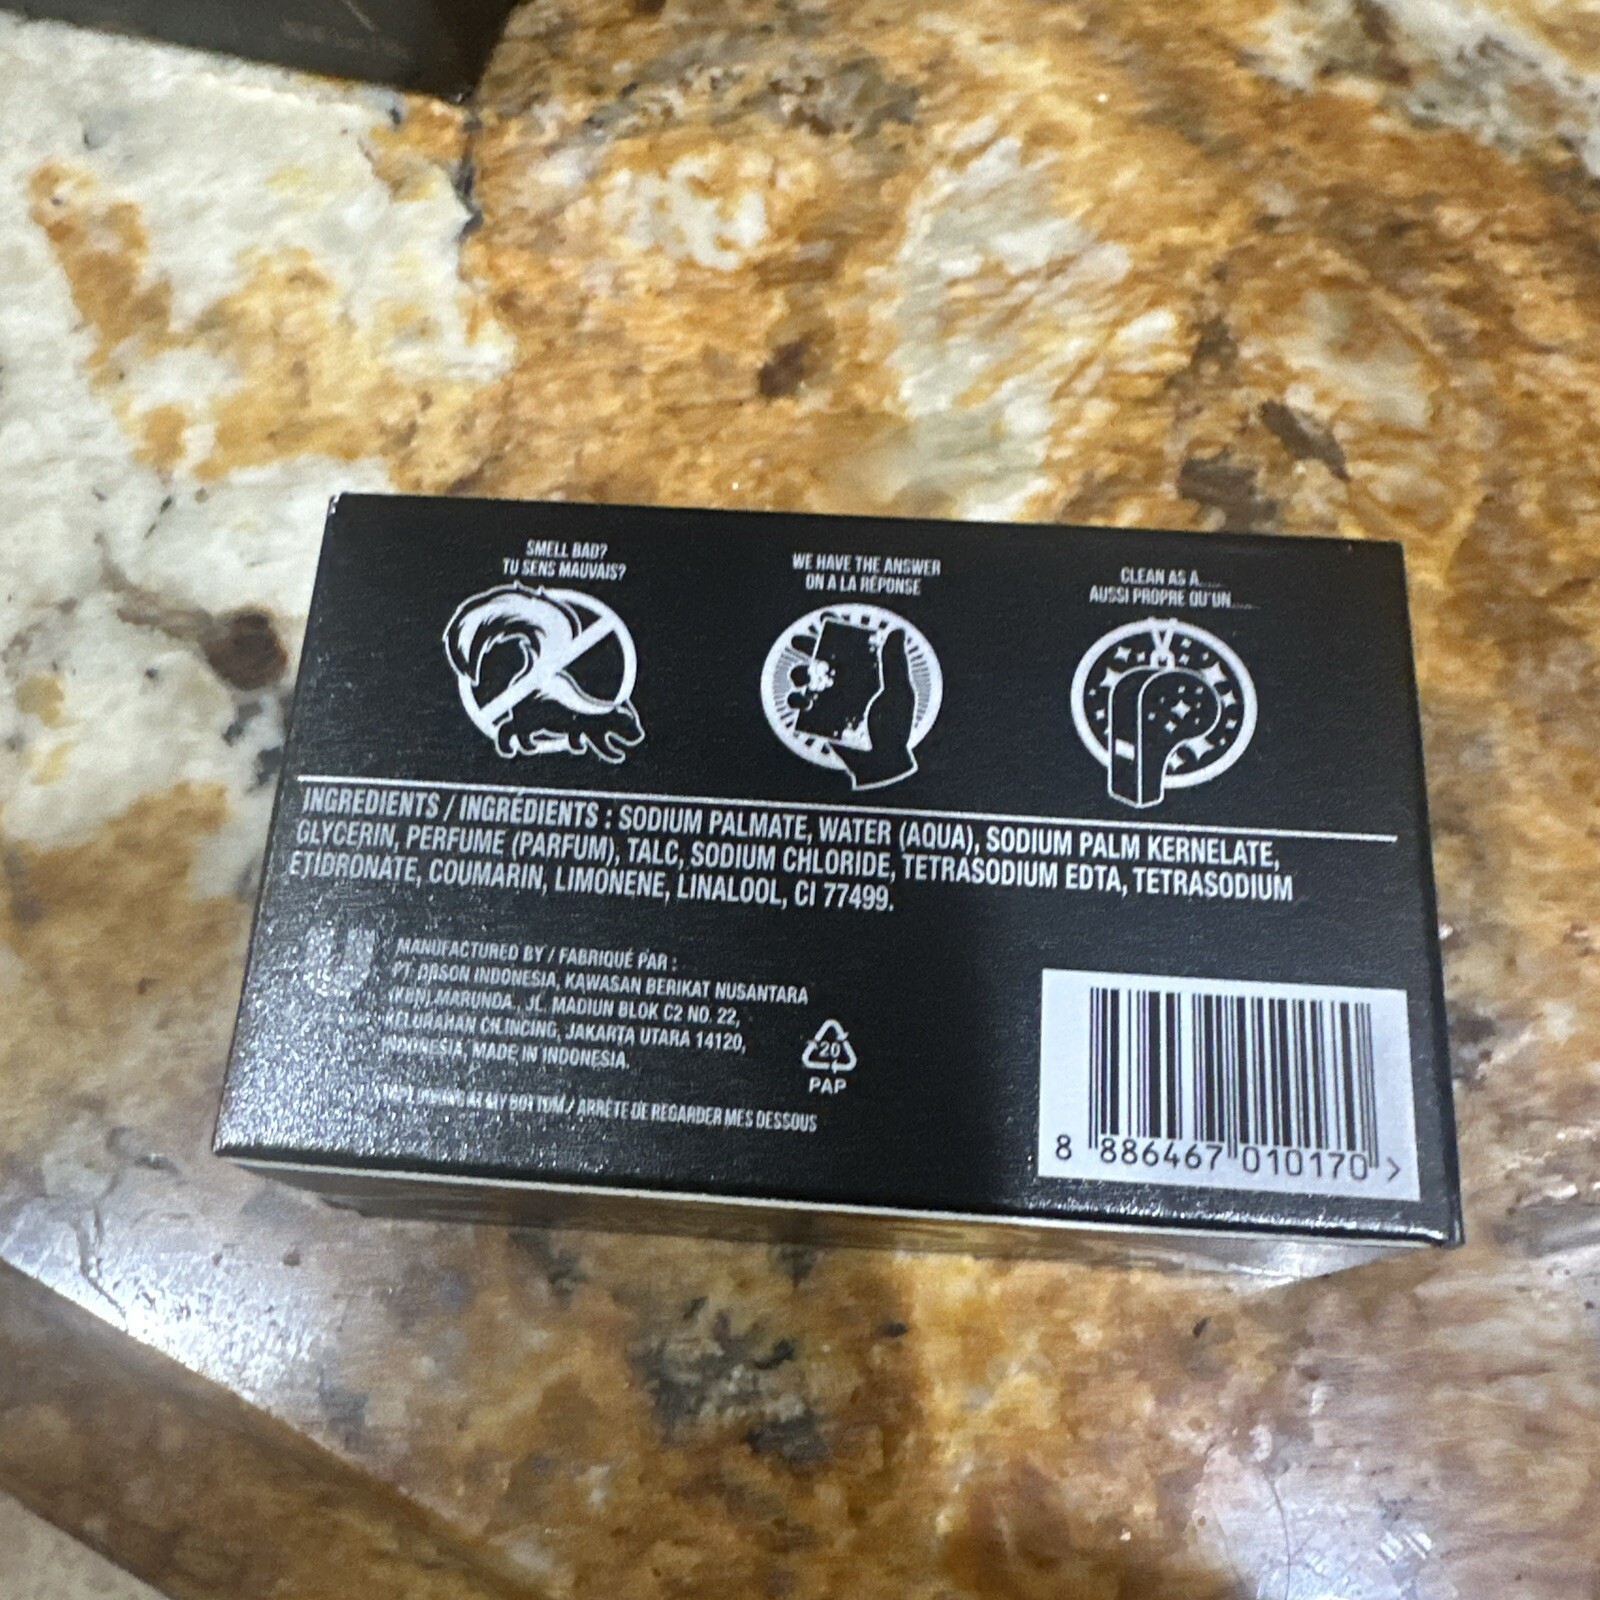 SMELL BAD?
TU SENS MAUVAIS?
WE HAVE THE ANSWER
ON A LA RÉPONSE
CLEAN AS A......
AUSSI PROPRE QU'UN......
INGREDIENTS / INGRÉDIENTS : SODIUM PALMATE, WATER (AQUA), SODIUM PALM KERNELATE,
GLYCERIN, PERFUME (PARFUM), TALC, SODIUM CHLORIDE, TETRASODIUM EDTA, TETRASODIUM
ETIDRONATE, COUMARIN, LIMONENE, LINALOOL, CI 77499.
MANUFACTURED BY / FABRIQUÉ PAR :
PT INDONESIA, KAWASAN BERIKAT NUSANTARA
(KBN) MARUNDA, JL. MADIUN BLOK C2 NO. 22,
KELURAHAN CILINCING, JAKARTA UTARA 14120,
INDONESIA, MADE IN INDONESIA.
AT MY BOTTOM / ARRÊTE DE REGARDER MES DESSOUS
20
PAP
8 886467 010170 >